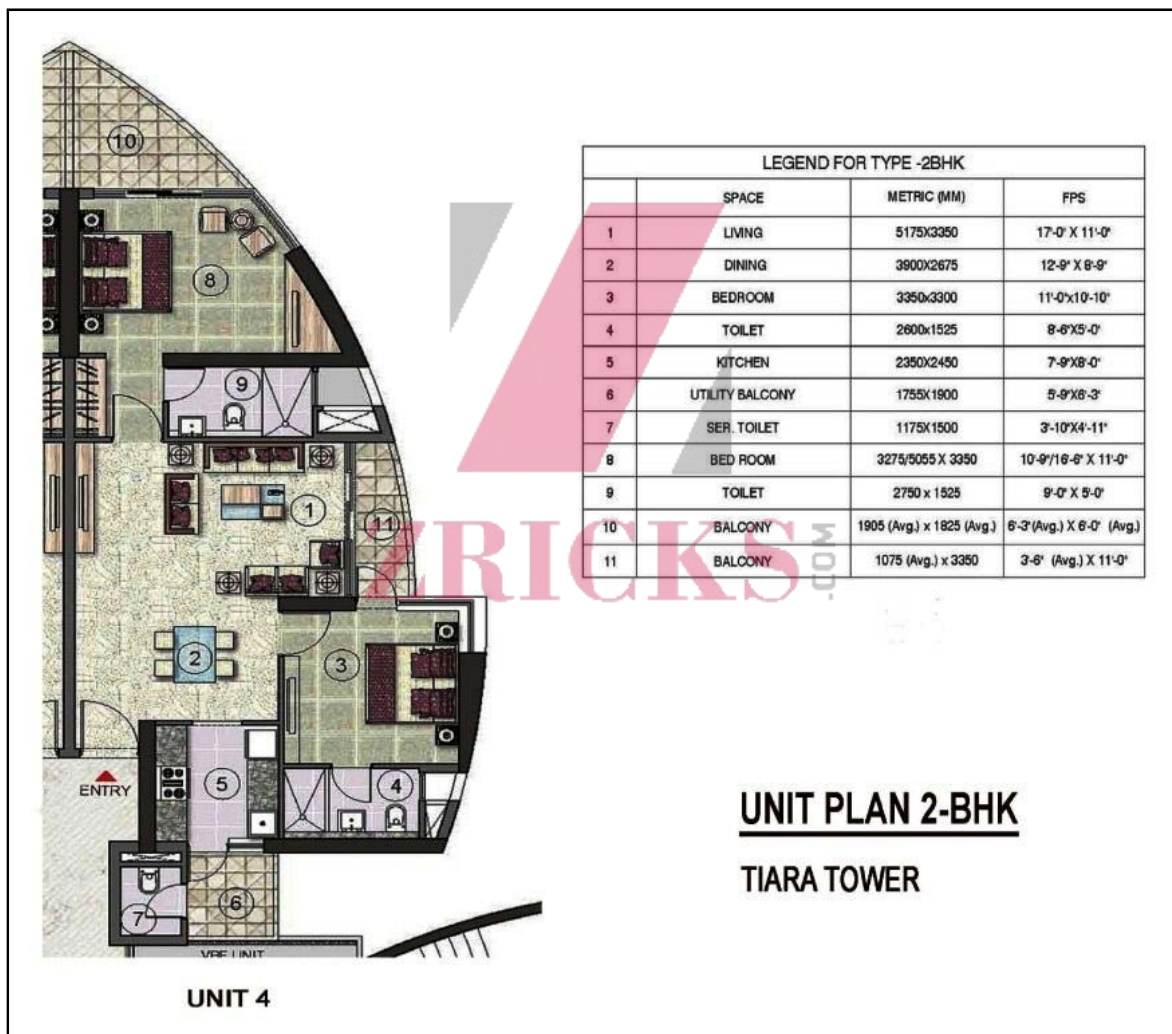 10
8
9
1
11
2
3
ENTRY
5
4
7
6
VRF UNIT
UNIT 4
LEGEND FOR TYPE -2BHK
SPACE METRIC (MM) FPS
1 LIVING 5175X3350 17'-0" X 11'-0"
2 DINING 3900X2675 12'-9" X 8'-9"
3 BEDROOM 3350x3300 11'-0"x10'-10"
4 TOILET 2600x1525 8'-6"X5'-0"
5 KITCHEN 2350X2450 7'-9"X8'-0"
6 UTILITY BALCONY 1755X1900 5'-9"X6'-3"
7 SER. TOILET 1175X1500 3'-10"X4'-11"
8 BED ROOM 3275/5055 X 3350 10'-9"/16'-6" X 11'-0"
9 TOILET 2750 x 1525 9'-0" X 5'-0"
10 BALCONY 1905 (Avg.) x 1825 (Avg.) 6'-3"(Avg.) X 6'-0" (Avg.)
11 BALCONY 1075 (Avg.) x 3350 3'-6" (Avg.) X 11'-0"
ZRICKS
.COM
UNIT PLAN 2-BHK
TIARA TOWER